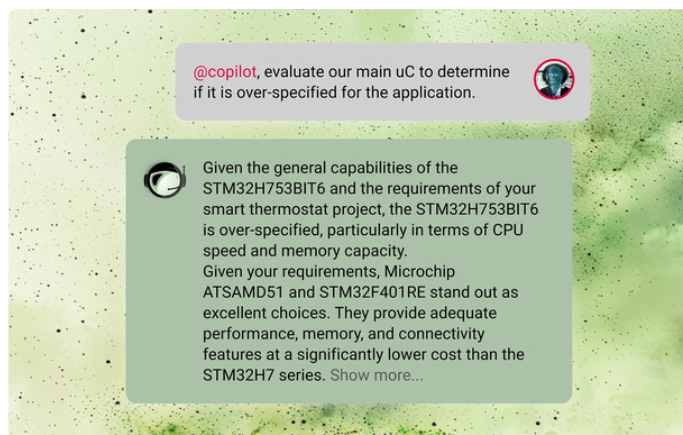 @copilot, evaluate our main uC to determine
if it is over-specified for the application.
Given the general capabilities of the
STM32H753BIT6 and the requirements of your
smart thermostat project, the STM32H753BIT6
is over-specified, particularly in terms of CPU
speed and memory capacity.
Given your requirements, Microchip
ATSAMD51 and STM32F401RE stand out as
excellent choices. They provide adequate
performance, memory, and connectivity
features at a significantly lower cost than the
STM32H7 series. Show more...